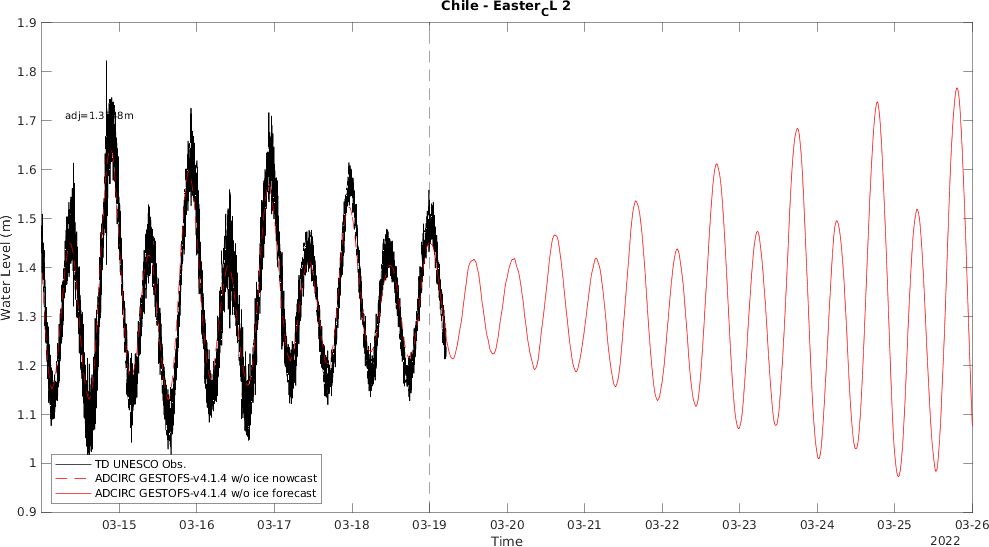 Chile - Easter_CL 2
1.9
1.8
1.7
1.6
1.5
1.4
1.3
1.2
1.1
1
0.9
Water Level (m)
TD UNESCO Obs.
ADCIRC GESTOFS-v4.1.4 w/o ice nowcast
ADCIRC GESTOFS-v4.1.4 w/o ice forecast
03-15 03-16 03-17 03-18 03-19 03-20 03-21 03-22 03-23 03-24 03-25 03-26
Time
2022